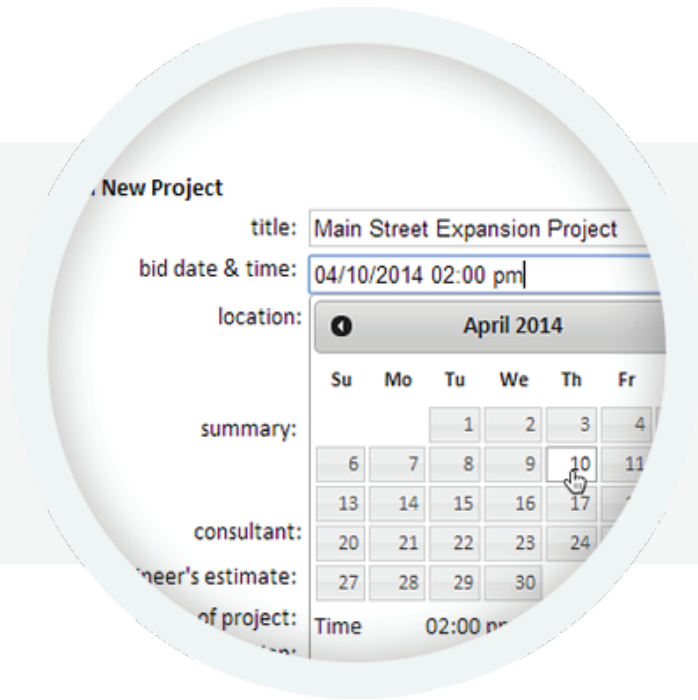 New Project
title: Main Street Expansion Project
bid date & time: 04/10/2014 02:00 pm
location:
April 2014
Su Mo Tu We Th Fr
summary:
1 2 3 4
6 7 8 9 10 11
13 14 15 16 17
consultant:
20 21 22 23 24
estimate:
27 28 29 30
of project:
Time 02:00